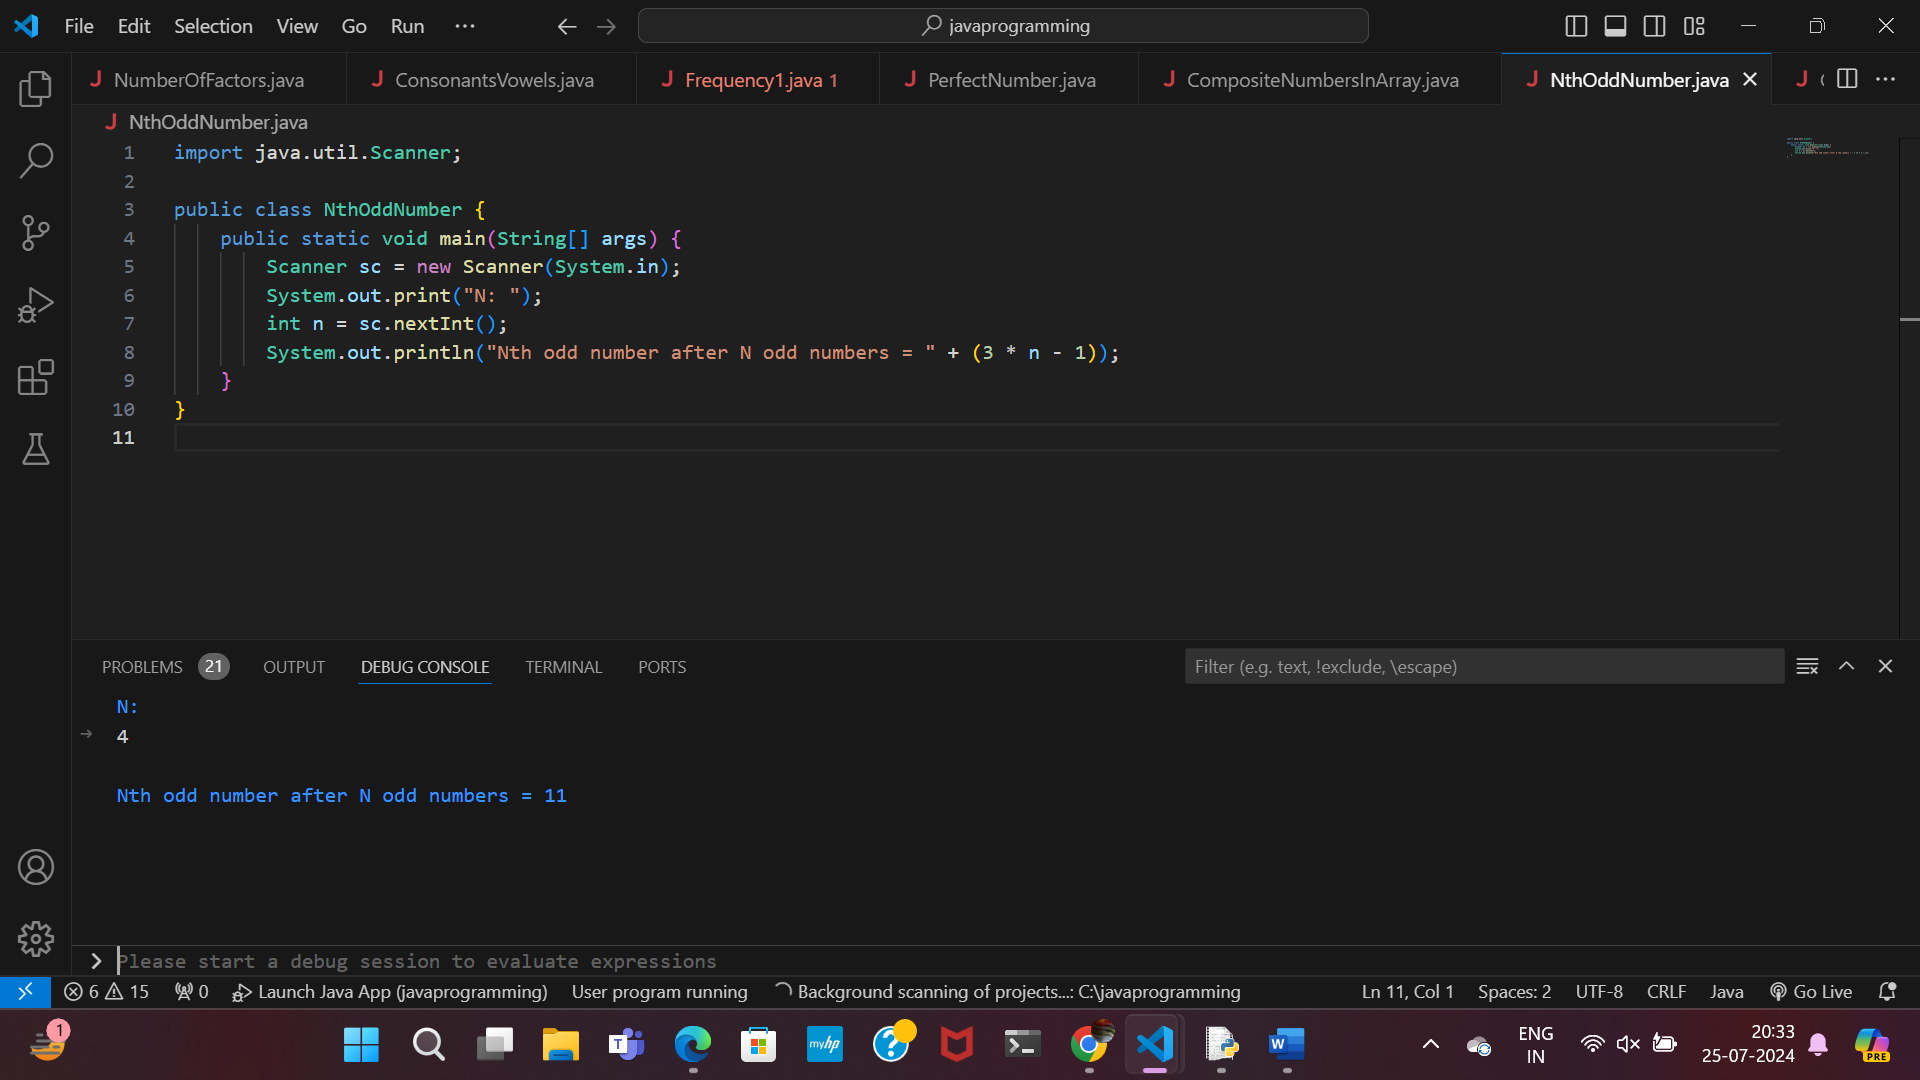 File Edit Selection View Go Run ··· javaprogramming
NumberOfFactors.java ConsonantsVowels.java Frequency1.java 1 PerfectNumber.java CompositeNumbersInArray.java NthOddNumber.java
NthOddNumber.java
1 import java.util.Scanner;
2
3 public class NthOddNumber {
4 public static void main(String[] args) {
5 Scanner sc = new Scanner(System.in);
6 System.out.print("N: ");
7 int n = sc.nextInt();
8 System.out.println("Nth odd number after N odd numbers = " + (3 * n - 1));
9 }
10 }
11
PROBLEMS 21 OUTPUT DEBUG CONSOLE TERMINAL PORTS Filter (e.g. text, !exclude, \escape)
N:
4
Nth odd number after N odd numbers = 11
Please start a debug session to evaluate expressions
6 15 0 Launch Java App (javaprogramming) User program running Background scanning of projects...: C:\javaprogramming Ln 11, Col 1 Spaces: 2 UTF-8 CRLF Java Go Live
1 myhp ENG IN 20:33 PRE
25-07-2024